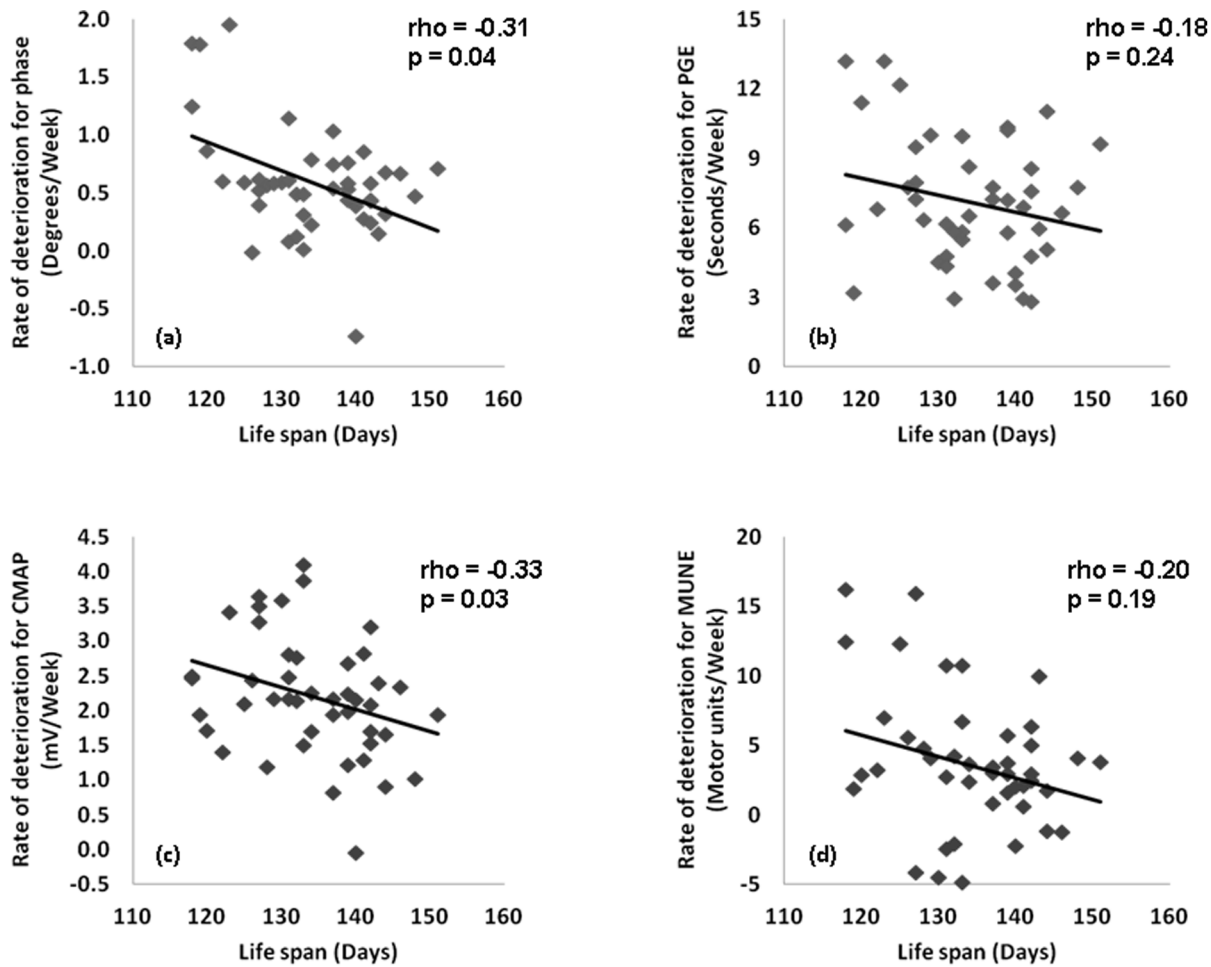 Rate of deterioration for phase
(Degrees/Week)
2.0
1.5
1.0
0.5
0.0
-0.5
-1.0
rho = -0.31
p = 0.04
(a)
110 120 130 140 150 160
Life span (Days)
Rate of deterioration for PGE
(Seconds/Week)
15
12
9
6
3
0
rho = -0.18
p = 0.24
(b)
110 120 130 140 150 160
Life span (Days)
Rate of deterioration for CMAP
(mV/Week)
4.5
4.0
3.5
3.0
2.5
2.0
1.5
1.0
0.5
0.0
-0.5
rho = -0.33
p = 0.03
(c)
110 120 130 140 150 160
Life span (Days)
Rate of deterioration for MUNE
(Motor units/Week)
20
15
10
5
0
-5
rho = -0.20
p = 0.19
(d)
110 120 130 140 150 160
Life span (Days)